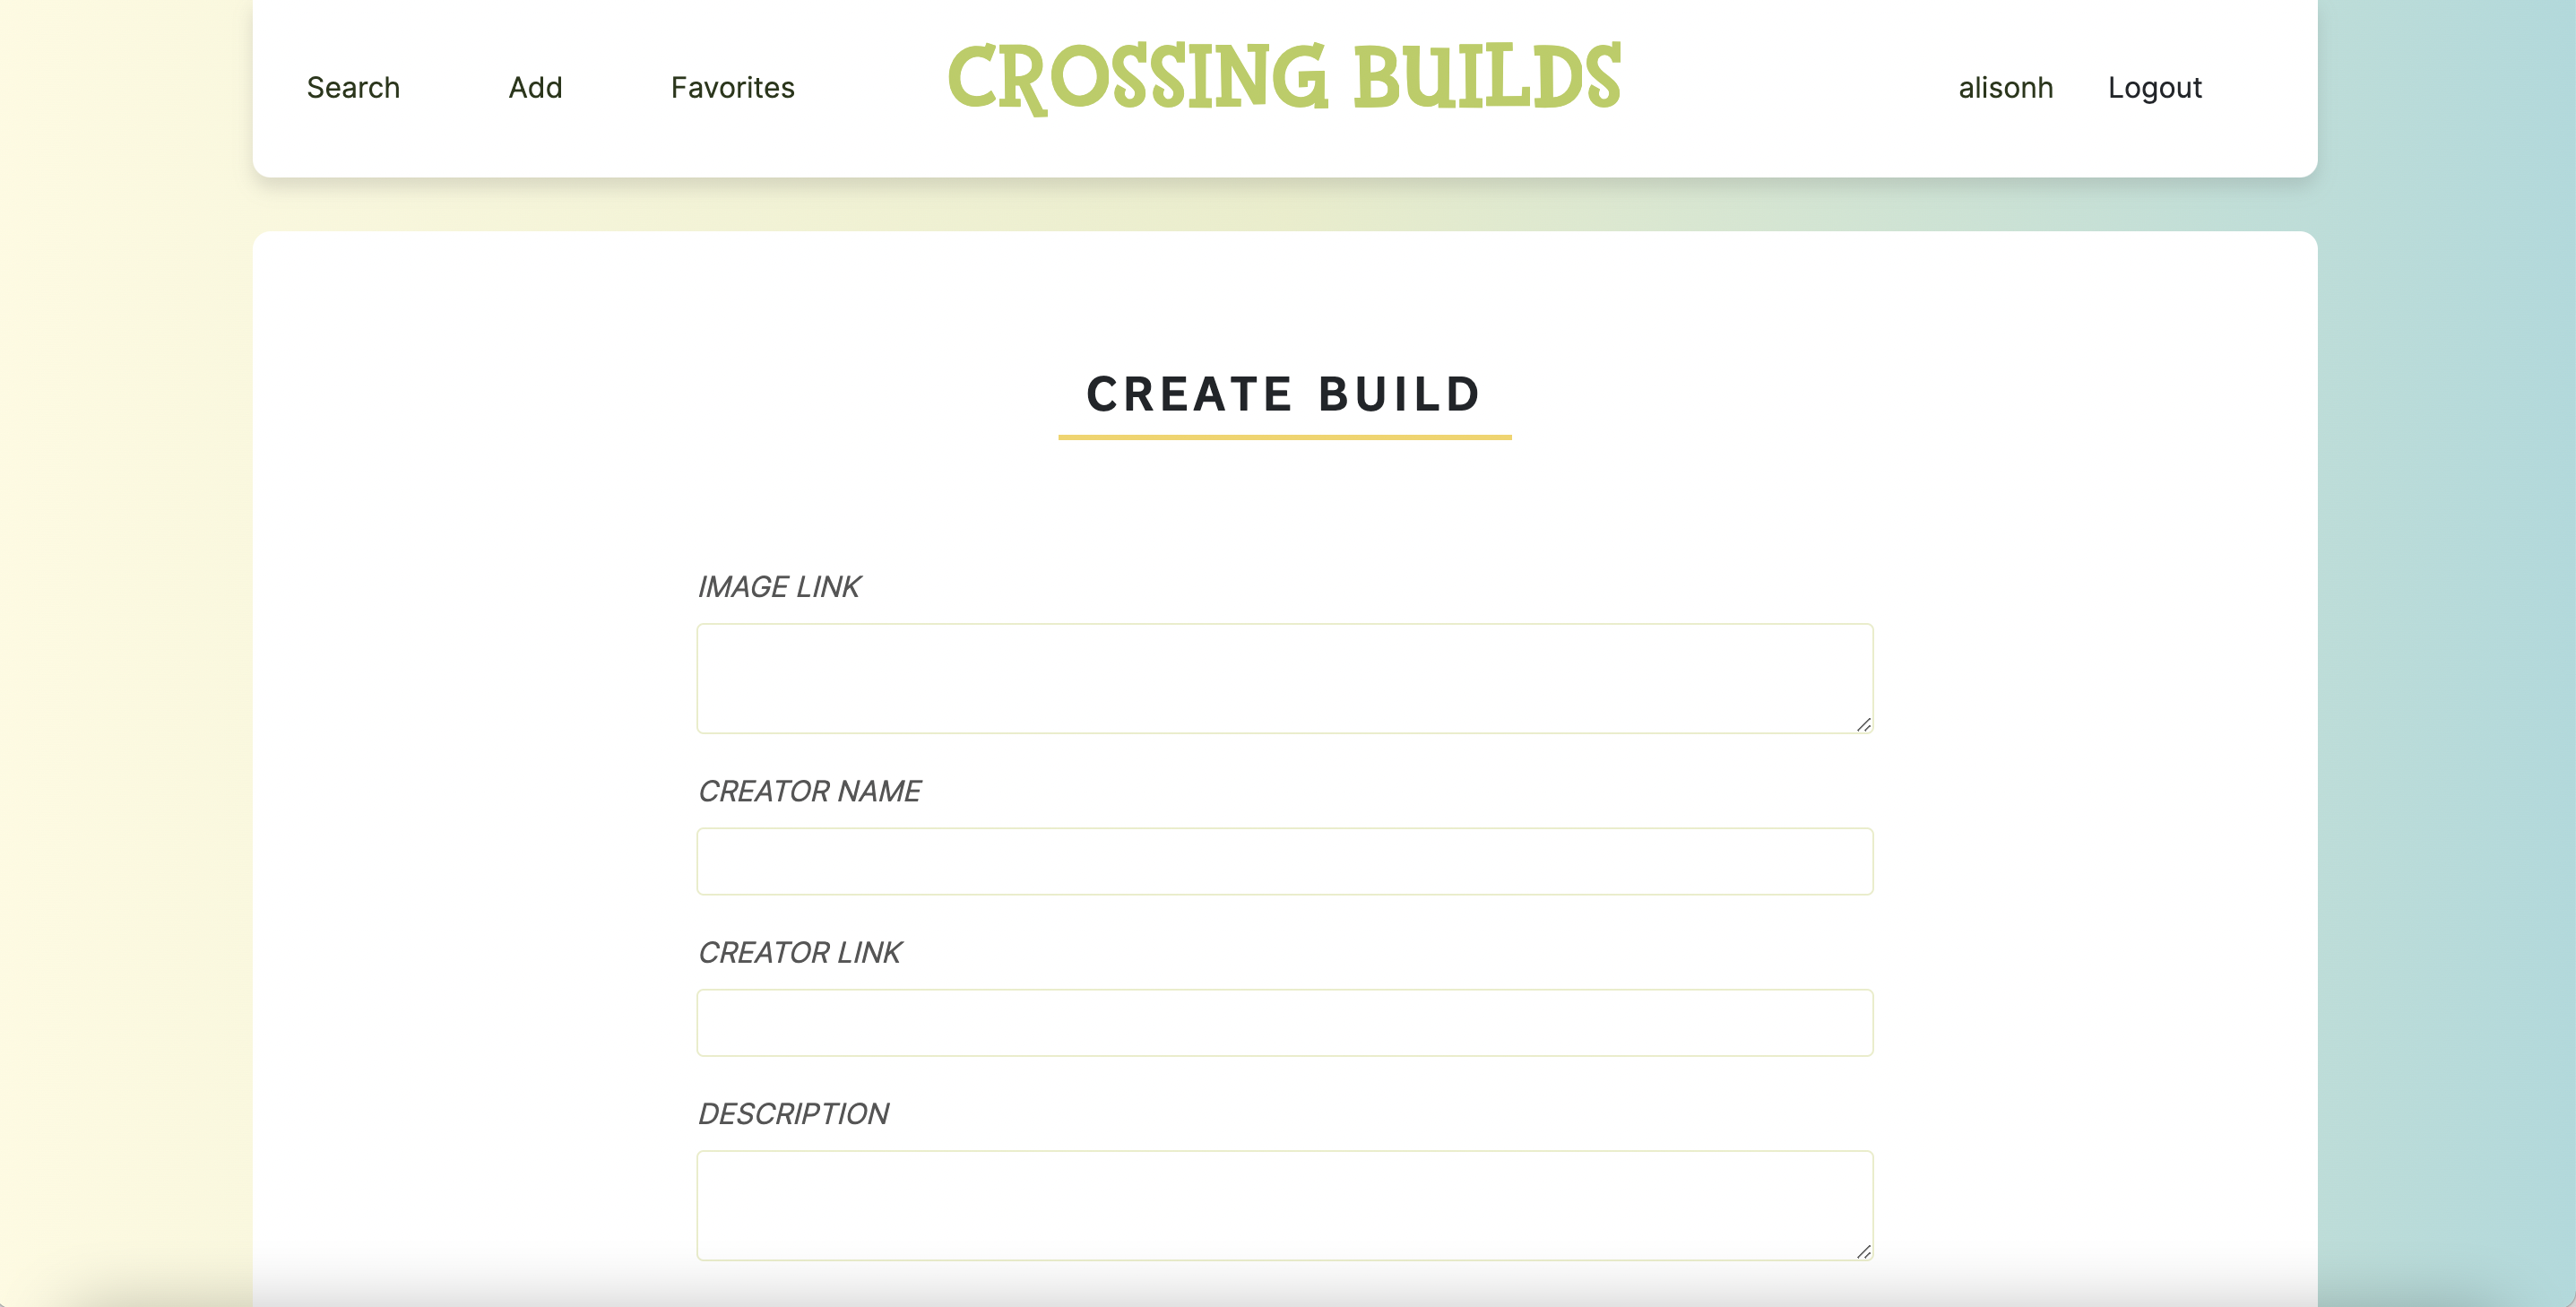 Search Add Favorites CROSSING BUILDS alisonh Logout
CREATE BUILD
IMAGE LINK
CREATOR NAME
CREATOR LINK
DESCRIPTION